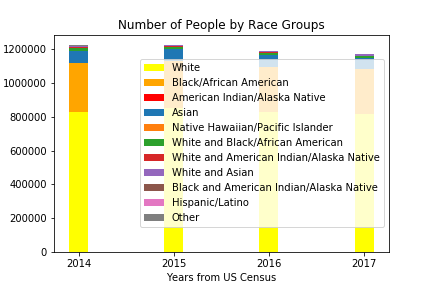 Number of People by Race Groups
1200000
1000000
800000
600000
400000
200000
0
White
Black/African American
American Indian/Alaska Native
Asian
Native Hawaiian/Pacific Islander
White and Black/African American
White and American Indian/Alaska Native
White and Asian
Black and American Indian/Alaska Native
Hispanic/Latino
Other
2014 2015 2016 2017
Years from US Census